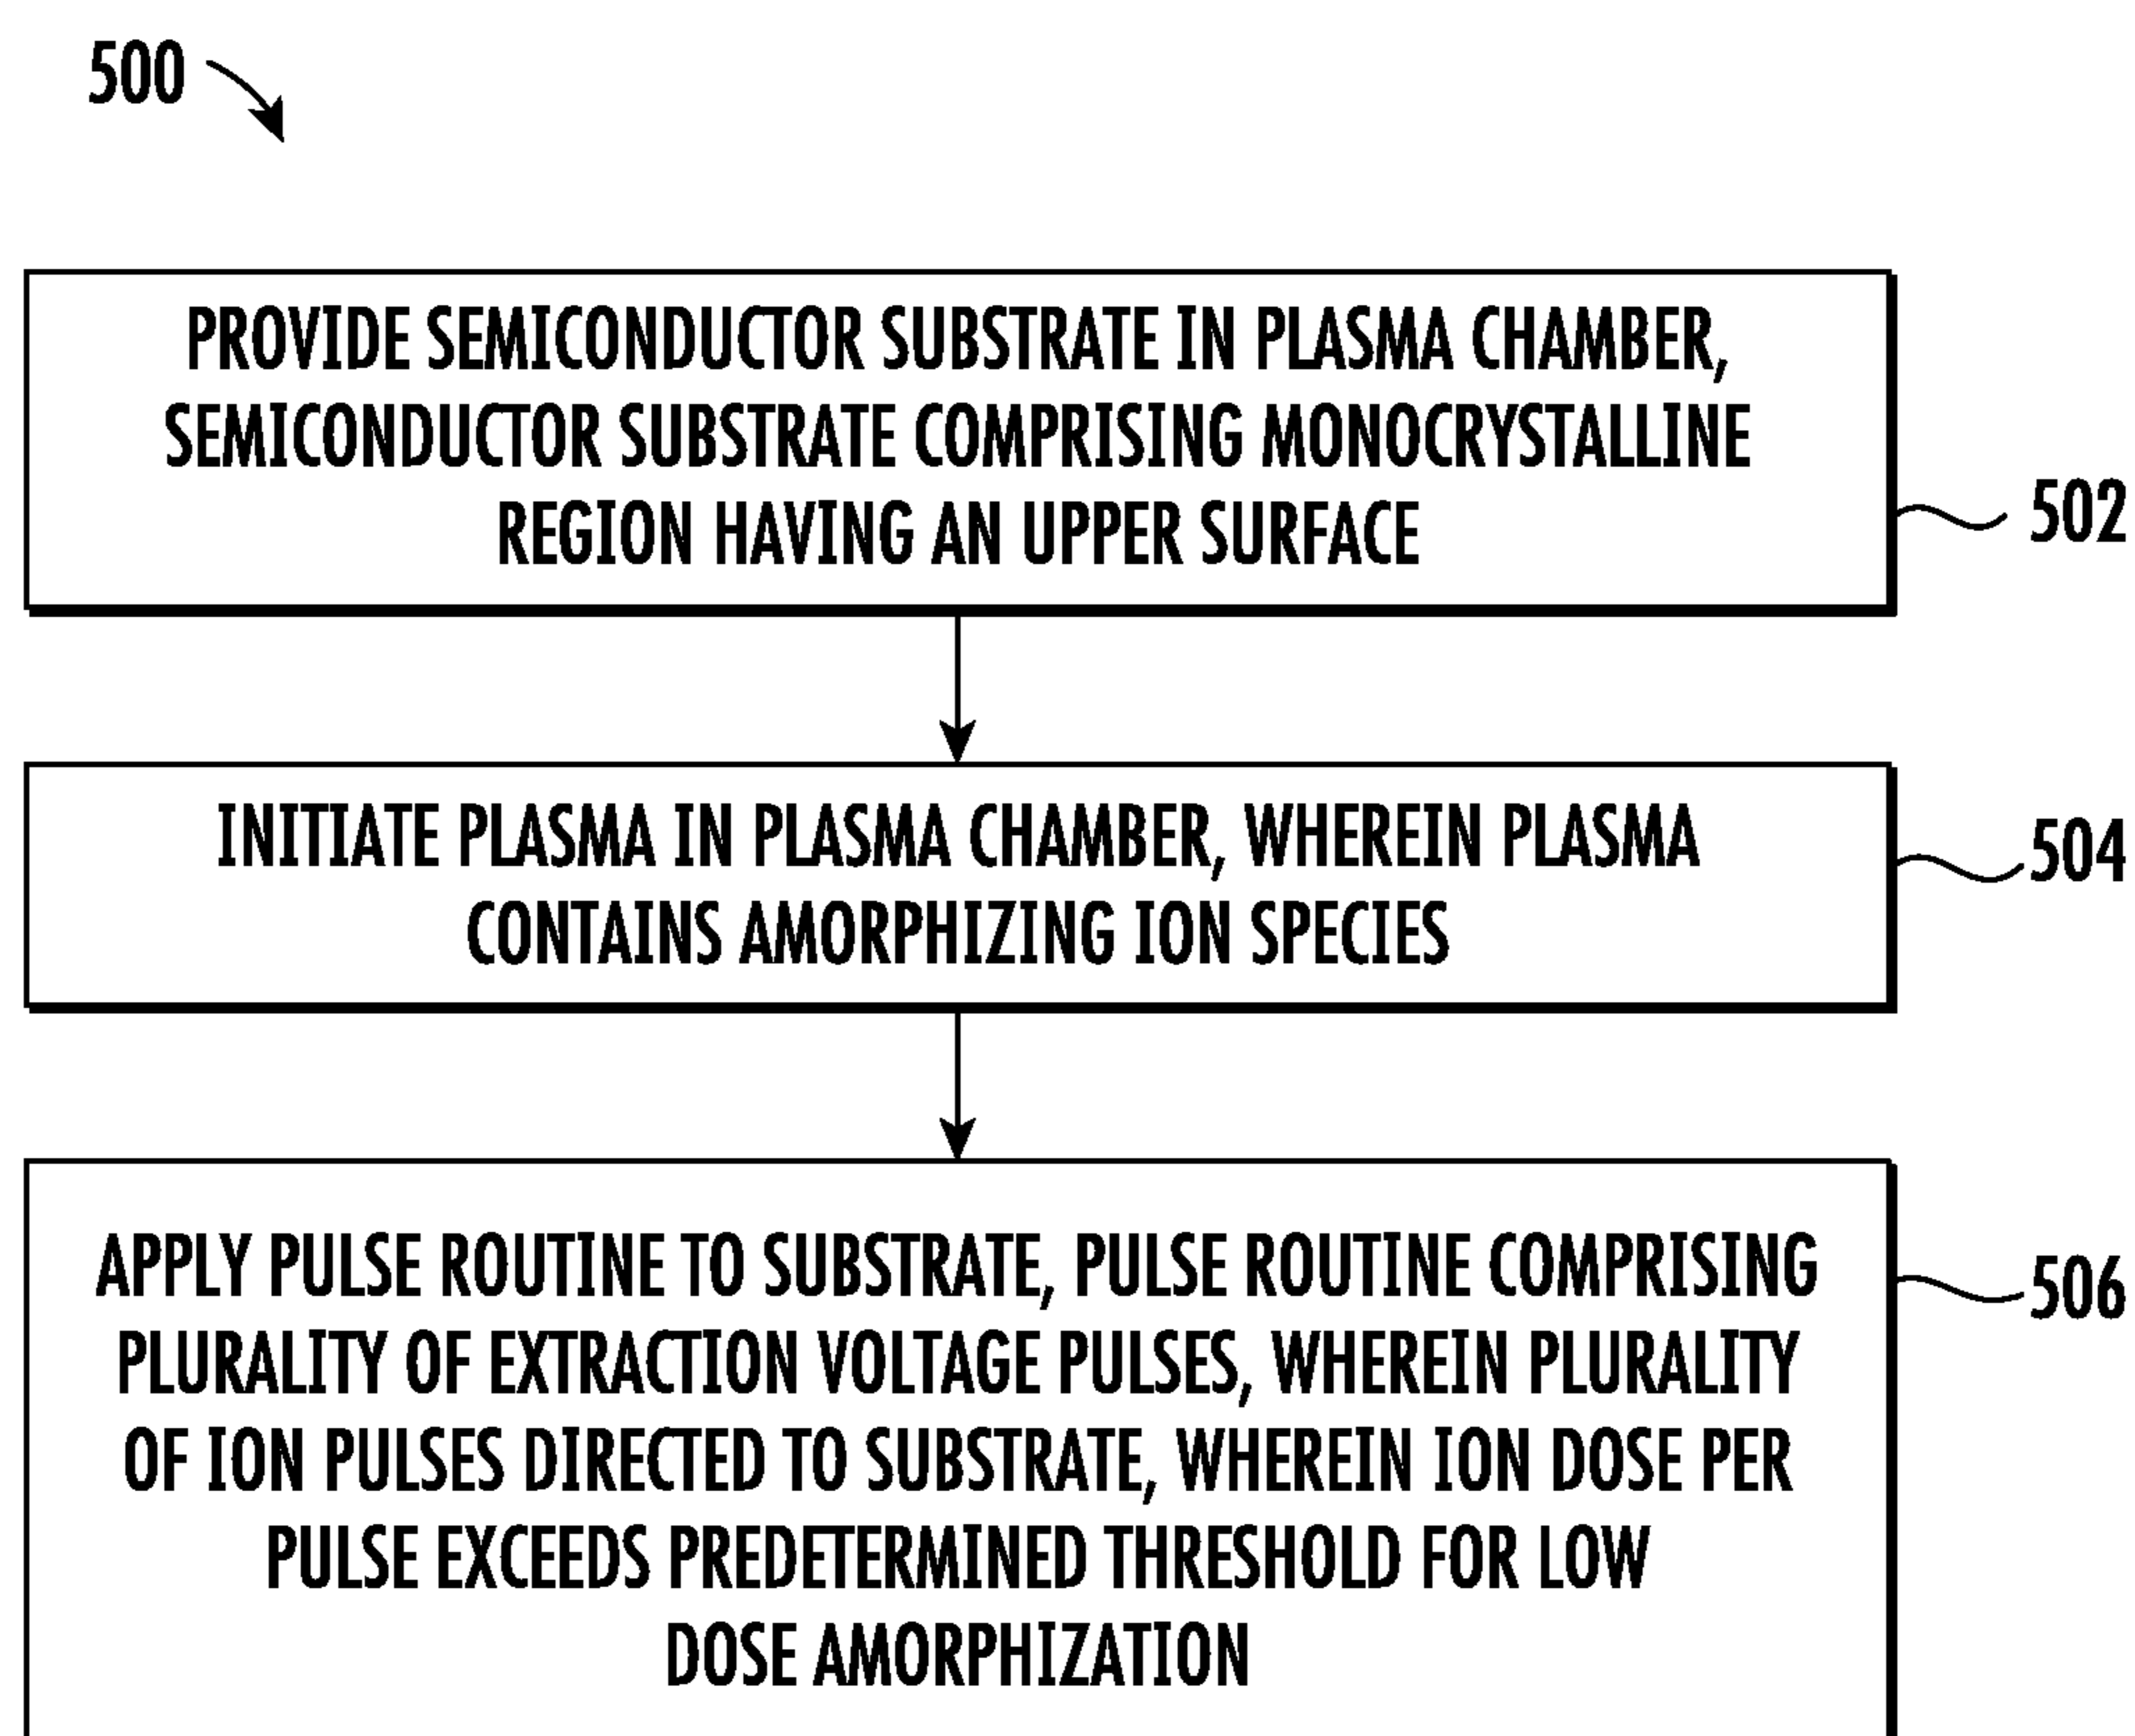 500
PROVIDE SEMICONDUCTOR SUBSTRATE IN PLASMA CHAMBER,
SEMICONDUCTOR SUBSTRATE COMPRISING MONOCRYSTALLINE
REGION HAVING AN UPPER SURFACE
502
INITIATE PLASMA IN PLASMA CHAMBER, WHEREIN PLASMA
CONTAINS AMORPHIZING ION SPECIES
504
APPLY PULSE ROUTINE TO SUBSTRATE, PULSE ROUTINE COMPRISING
PLURALITY OF EXTRACTION VOLTAGE PULSES, WHEREIN PLURALITY
OF ION PULSES DIRECTED TO SUBSTRATE, WHEREIN ION DOSE PER
PULSE EXCEEDS PREDETERMINED THRESHOLD FOR LOW
DOSE AMORPHIZATION
506